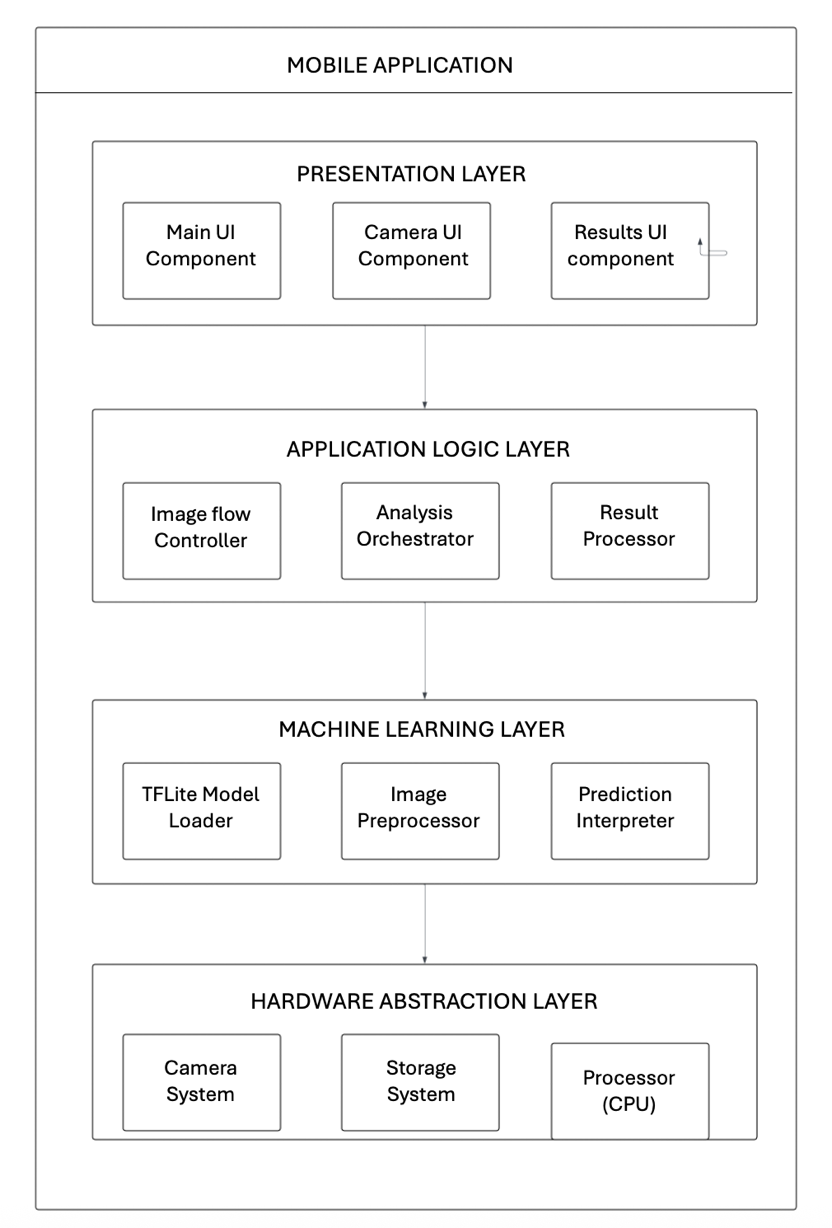 MOBILE APPLICATION
PRESENTATION LAYER
Main UI
Component
Camera UI
Component
Results UI
component
APPLICATION LOGIC LAYER
Image flow
Controller
Analysis
Orchestrator
Result
Processor
MACHINE LEARNING LAYER
TFLite Model
Loader
Image
Preprocessor
Prediction
Interpreter
HARDWARE ABSTRACTION LAYER
Camera
System
Storage
System
Processor
(CPU)